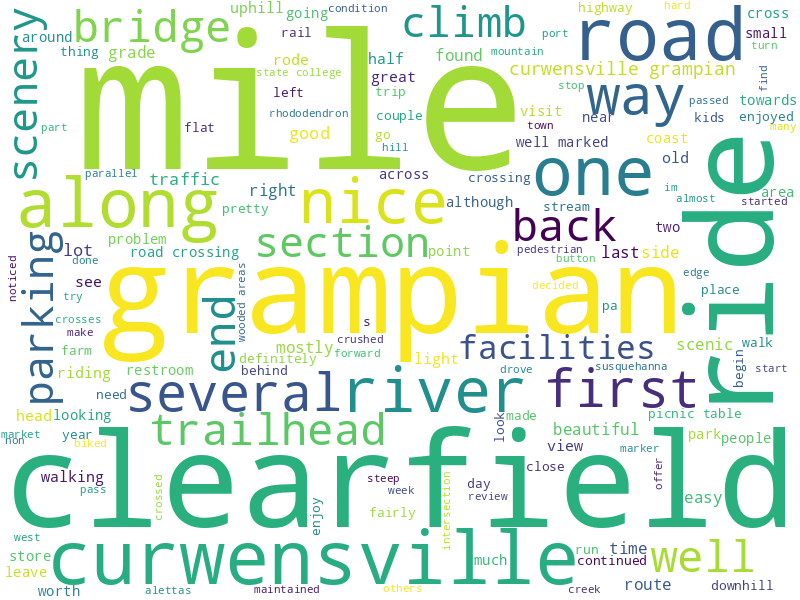 uphill going condition highway hard
bridge climb road cross
around rail port small
thing grade rode half found mountain turn
scenery mile state college great curwensville grampian find
left trip stop way passed towards
rhododendron couple visit near kids enjoyed
part flat good go well marked town coast
hill one old
parallel across crossing im almost area
along traffic right nice although stream started
pretty back two ride
problem section pedestrian last side
parking lot road crossing point button
see grampian edge
noticed done wooded areas decided place
try end pa
crosses s
make mostly crushed light facilities scenic walk
farm definitely forward susquehanna begin
riding restroom behind drove start
need several river first
head looking trailhead look made picnic table
market year beautiful marker park people
non biked view
clearfield
walking steep close offer
pass crossed week day review easy
fairly intersection
west enjoy
store curwensville much run time well
leave continued
worth alettas maintained others creek route downhill